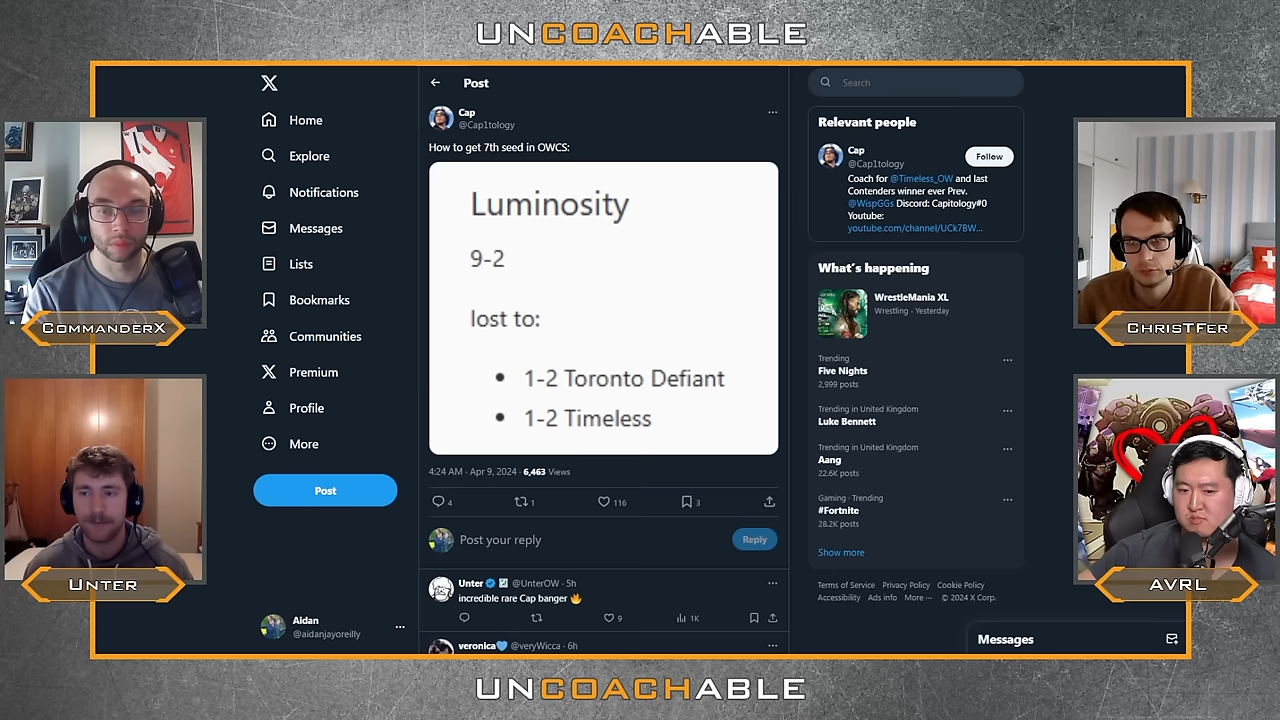 UNCOACHABLE
Home
Explore
Notifications
Messages
Lists
Bookmarks
Communities
Premium
Profile
More
Post
Aidan
@aidanjayoreilly
Post
Cap
@Cap1tology
How to get 7th seed in OWCS:
Luminosity
9-2
lost to:
• 1-2 Toronto Defiant
• 1-2 Timeless
4:24 AM · Apr 9, 2024 · 6,463 Views
4
1
116
3
Post your reply
Reply
Unter @UnterOW · 5h
incredible rare Cap banger 🔥
9
1K
veronica💙 @veryWicca · 6h
Search
Relevant people
Cap
@Cap1tology
Follow
Coach for @Timeless_OW and last
Contenders winner ever Prev.
@WispGGs Discord: Capitology#0
Youtube:
youtube.com/channel/UCk7BW...
What's happening
WrestleMania XL
Wrestling · Yesterday
Trending
Five Nights
2,999 posts
Trending in United Kingdom
Luke Bennett
Trending in United Kingdom
Aang
22.6K posts
Gaming · Trending
#Fortnite
28.2K posts
Show more
Terms of Service Privacy Policy Cookie Policy
Accessibility Ads info More ··· © 2024 X Corp.
Messages
CommanderX
Unter
ChrisTFer
AVRL
UNCOACHABLE